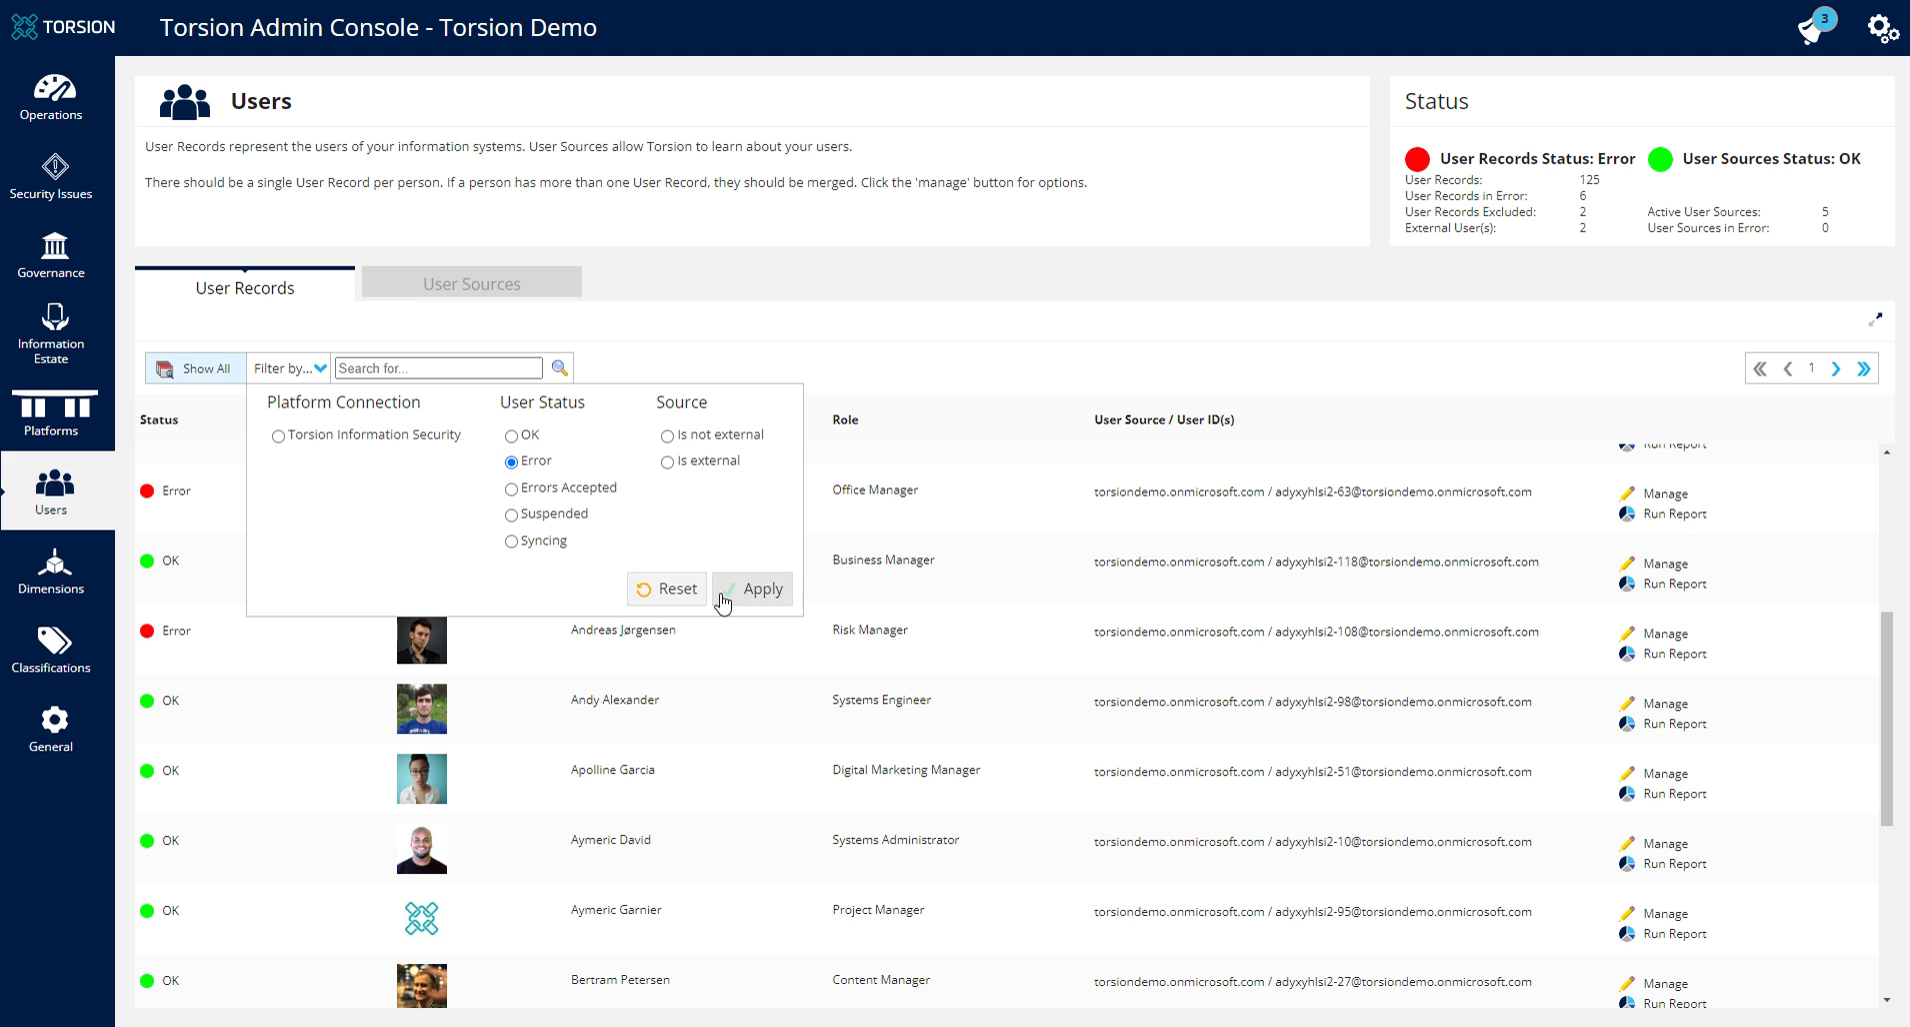 TORSION
Torsion Admin Console - Torsion Demo
3
Operations
Security Issues
Governance
Information
Estate
Platforms
Users
Dimensions
Classifications
General
Users
User Records represent the users of your information systems. User Sources allow Torsion to learn about your users.
There should be a single User Record per person. If a person has more than one User Record, they should be merged. Click the 'manage' button for options.
Status
User Records Status: Error
User Records: 125
User Records in Error: 6
User Records Excluded: 2
External User(s): 2
User Sources Status: OK
Active User Sources: 5
User Sources in Error: 0
User Records
User Sources
Show All
Filter by...
Search for...
1
Platform Connection
Torsion Information Security
User Status
OK
Error
Errors Accepted
Suspended
Syncing
Source
Is not external
Is external
Reset
Apply
Status Role User Source / User ID(s)
Run Report
Error Office Manager torsiondemo.onmicrosoft.com / adyxyhlsi2-63@torsiondemo.onmicrosoft.com Manage
Run Report
OK Business Manager torsiondemo.onmicrosoft.com / adyxyhlsi2-118@torsiondemo.onmicrosoft.com Manage
Run Report
Error Andreas Jørgensen Risk Manager torsiondemo.onmicrosoft.com / adyxyhlsi2-108@torsiondemo.onmicrosoft.com Manage
Run Report
OK Andy Alexander Systems Engineer torsiondemo.onmicrosoft.com / adyxyhlsi2-98@torsiondemo.onmicrosoft.com Manage
Run Report
OK Apolline Garcia Digital Marketing Manager torsiondemo.onmicrosoft.com / adyxyhlsi2-51@torsiondemo.onmicrosoft.com Manage
Run Report
OK Aymeric David Systems Administrator torsiondemo.onmicrosoft.com / adyxyhlsi2-10@torsiondemo.onmicrosoft.com Manage
Run Report
OK Aymeric Garnier Project Manager torsiondemo.onmicrosoft.com / adyxyhlsi2-95@torsiondemo.onmicrosoft.com Manage
Run Report
OK Bertram Petersen Content Manager torsiondemo.onmicrosoft.com / adyxyhlsi2-27@torsiondemo.onmicrosoft.com Manage
Run Report